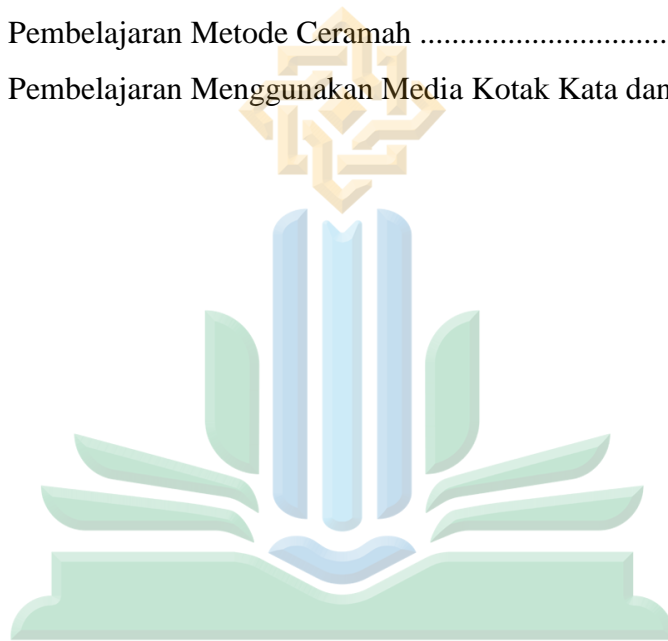 Pembelajaran Metode Ceramah ..............................
Pembelajaran Menggunakan Media Kotak Kata dan